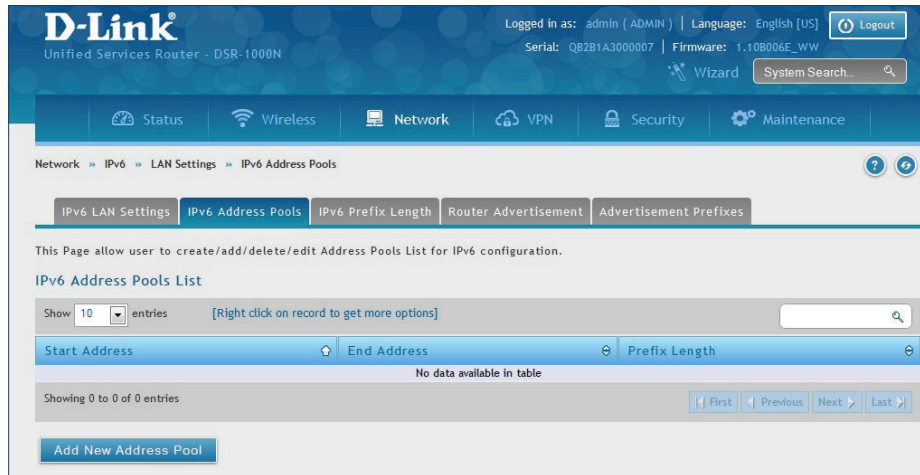 D-Link®
Logged in as: admin ( ADMIN ) | Language: English [US] Logout
Unified Services Router - DSR-1000N
Serial: QB2B1A3000007 | Firmware: 1.10B006E_WW
Wizard System Search...
Status Wireless Network VPN Security Maintenance
Network » IPv6 » LAN Settings » IPv6 Address Pools ?
IPv6 LAN Settings IPv6 Address Pools IPv6 Prefix Length Router Advertisement Advertisement Prefixes
This Page allow user to create/add/delete/edit Address Pools List for IPv6 configuration.
IPv6 Address Pools List
Show 10 entries [Right click on record to get more options]
Start Address End Address Prefix Length
No data available in table
Showing 0 to 0 of 0 entries First Previous Next Last
Add New Address Pool